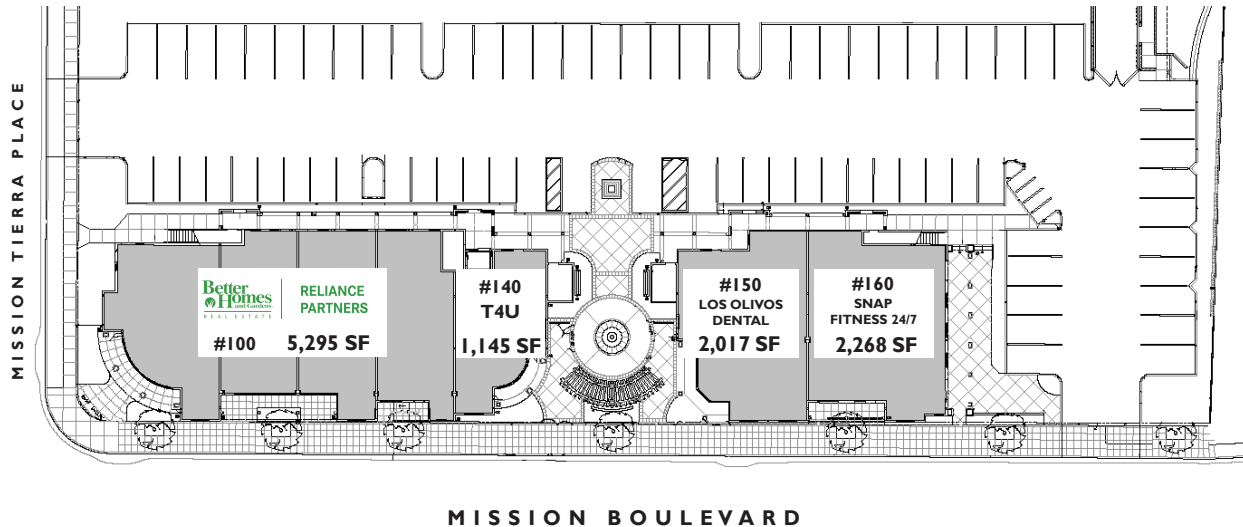 MISSION TIERRA PLACE
Better
Homes
and Gardens
REAL ESTATE
RELIANCE
PARTNERS
#100 5,295 SF
#140
T4U
1,145 SF
#150
LOS OLIVOS
DENTAL
2,017 SF
#160
SNAP
FITNESS 24/7
2,268 SF
MISSION BOULEVARD